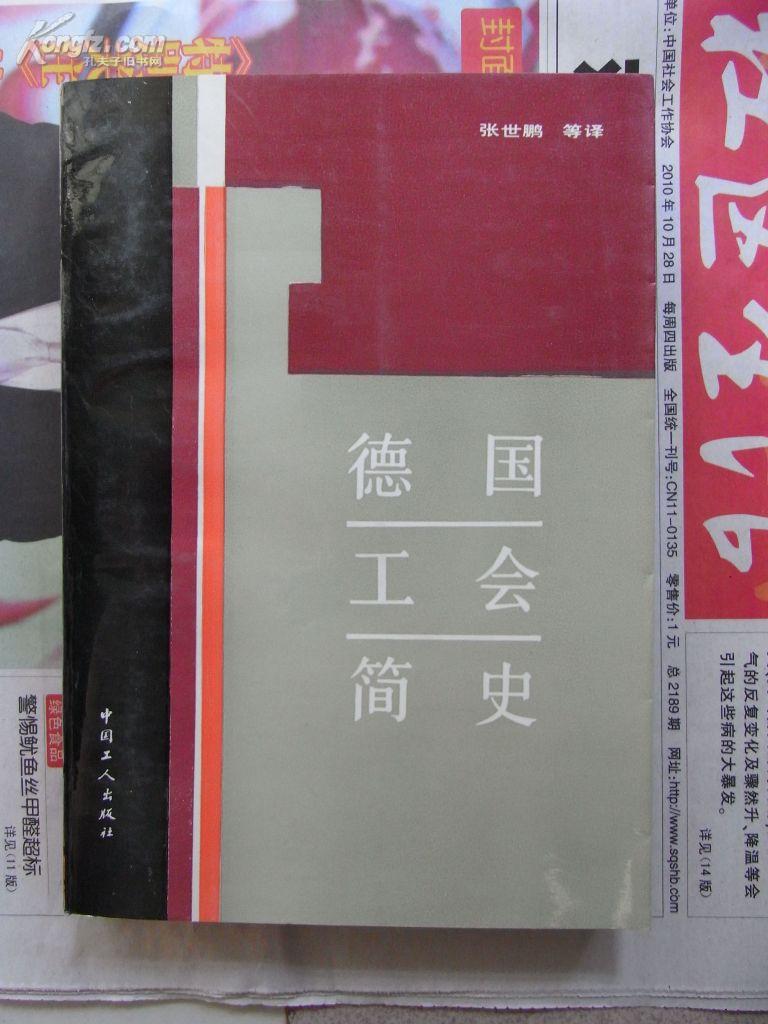 Kongfz.com
孔夫子旧书网
封面
张世鹏 等译
德国
工会
简史
中国工人出版社
单位:中国社会工作协会 2010年10月28日 每周四出版 全国统一刊号:CN11-0135 零售价:1元 总2189期 网址:http://www.sqshb.com
气的反复变化及骤然升、降温等会
引起这些病的大暴发。
详见(14版)
绿色食品
警惕鱿鱼丝甲醛超标
详见(11版)